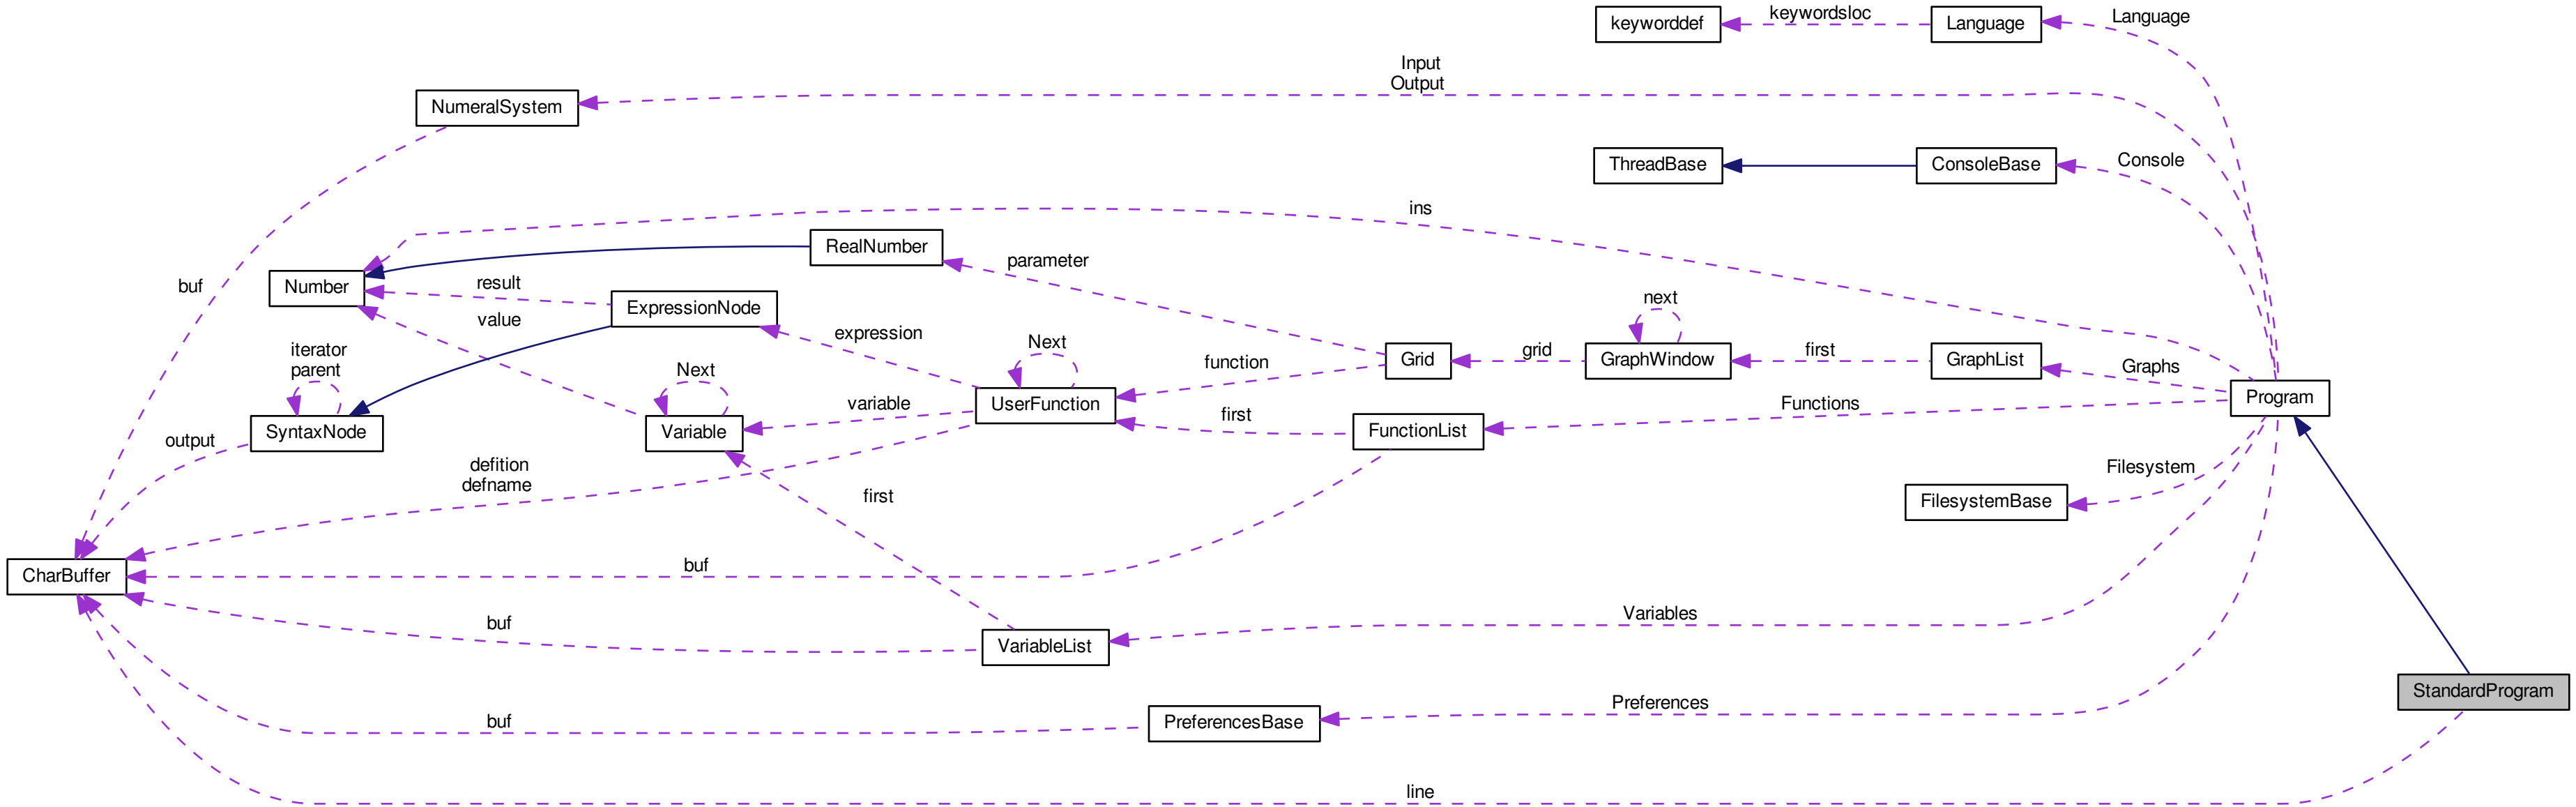 keyworddef
keywordsloc
Language
Language
Input
Output
NumeralSystem
ThreadBase
ConsoleBase
Console
ins
RealNumber
parameter
buf
Number
result
value
ExpressionNode
expression
next
Next
function
Grid
grid
GraphWindow
first
GraphList
Graphs
iterator
parent
Next
Program
UserFunction
variable
Functions
first
FunctionList
SyntaxNode
Variable
output
defition
defname
Filesystem
first
FilesystemBase
CharBuffer
buf
Variables
buf
VariableList
StandardProgram
Preferences
buf
PreferencesBase
line